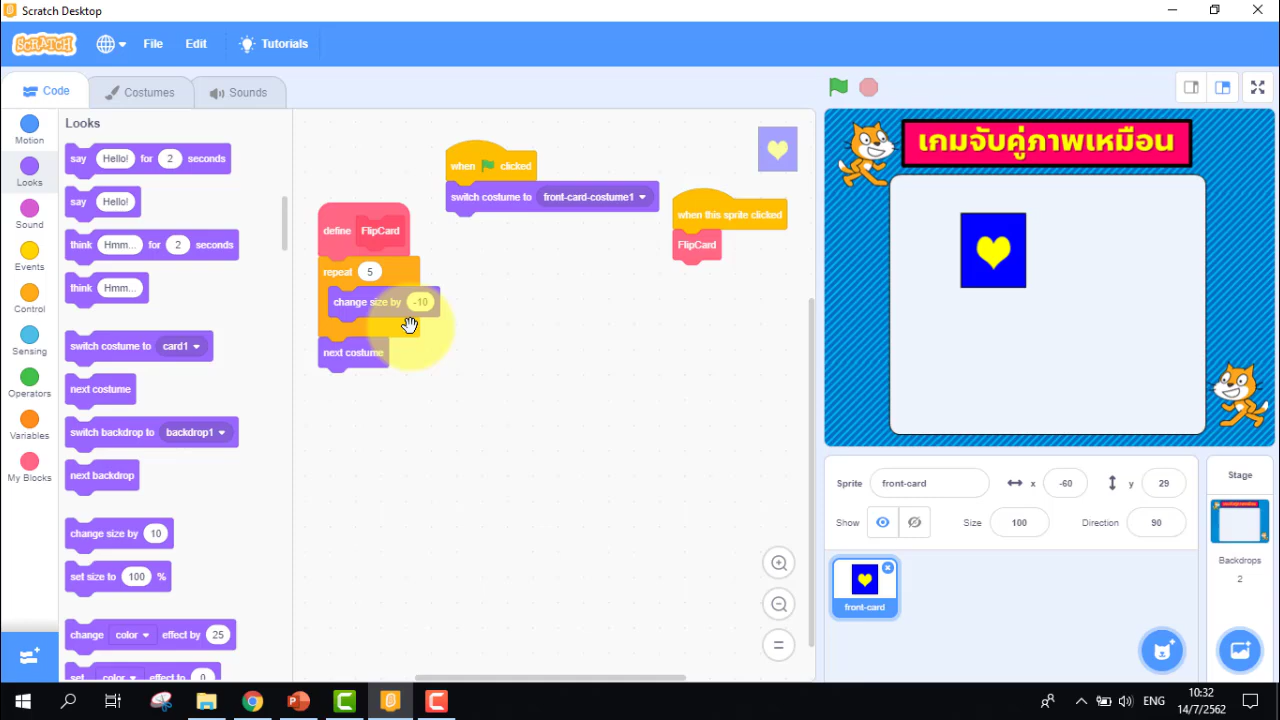 Scratch Desktop
SCRATCH
File
Edit
Tutorials
Code
Costumes
Sounds
Motion
Looks
Sound
Events
Control
Sensing
Operators
Variables
My Blocks
Looks
say Hello! for 2 seconds
say Hello!
think Hmm... for 2 seconds
think Hmm...
switch costume to card1
next costume
switch backdrop to backdrop1
next backdrop
change size by 10
set size to 100 %
change color effect by 25
set color effect to 0
when clicked
switch costume to front-card-costume1
define FlipCard
repeat 5
change size by -10
next costume
when this sprite clicked
FlipCard
เกมจับคู่ภาพเหมือน
Sprite front-card x -60 y 29
Show Size 100 Direction 90
front-card
Stage
Backdrops
2
ENG
10:32
14/7/2562